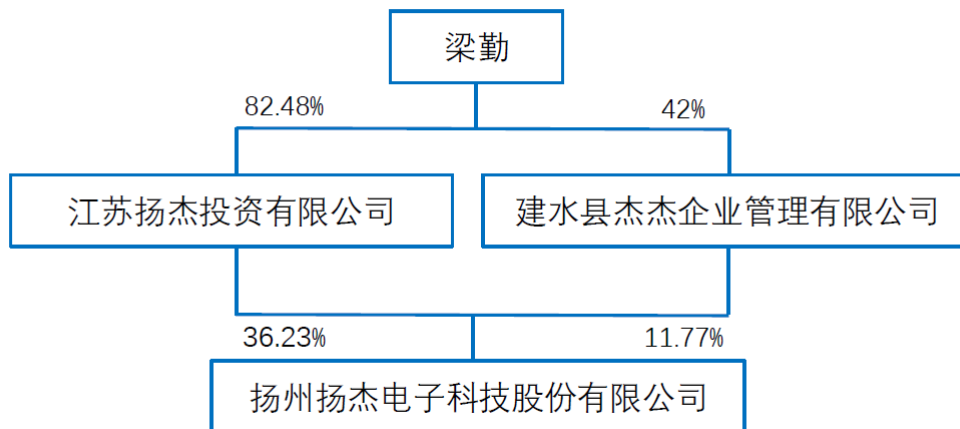 梁勤
82.48%
42%
江苏扬杰投资有限公司
建水县杰杰企业管理有限公司
36.23%
11.77%
扬州扬杰电子科技股份有限公司